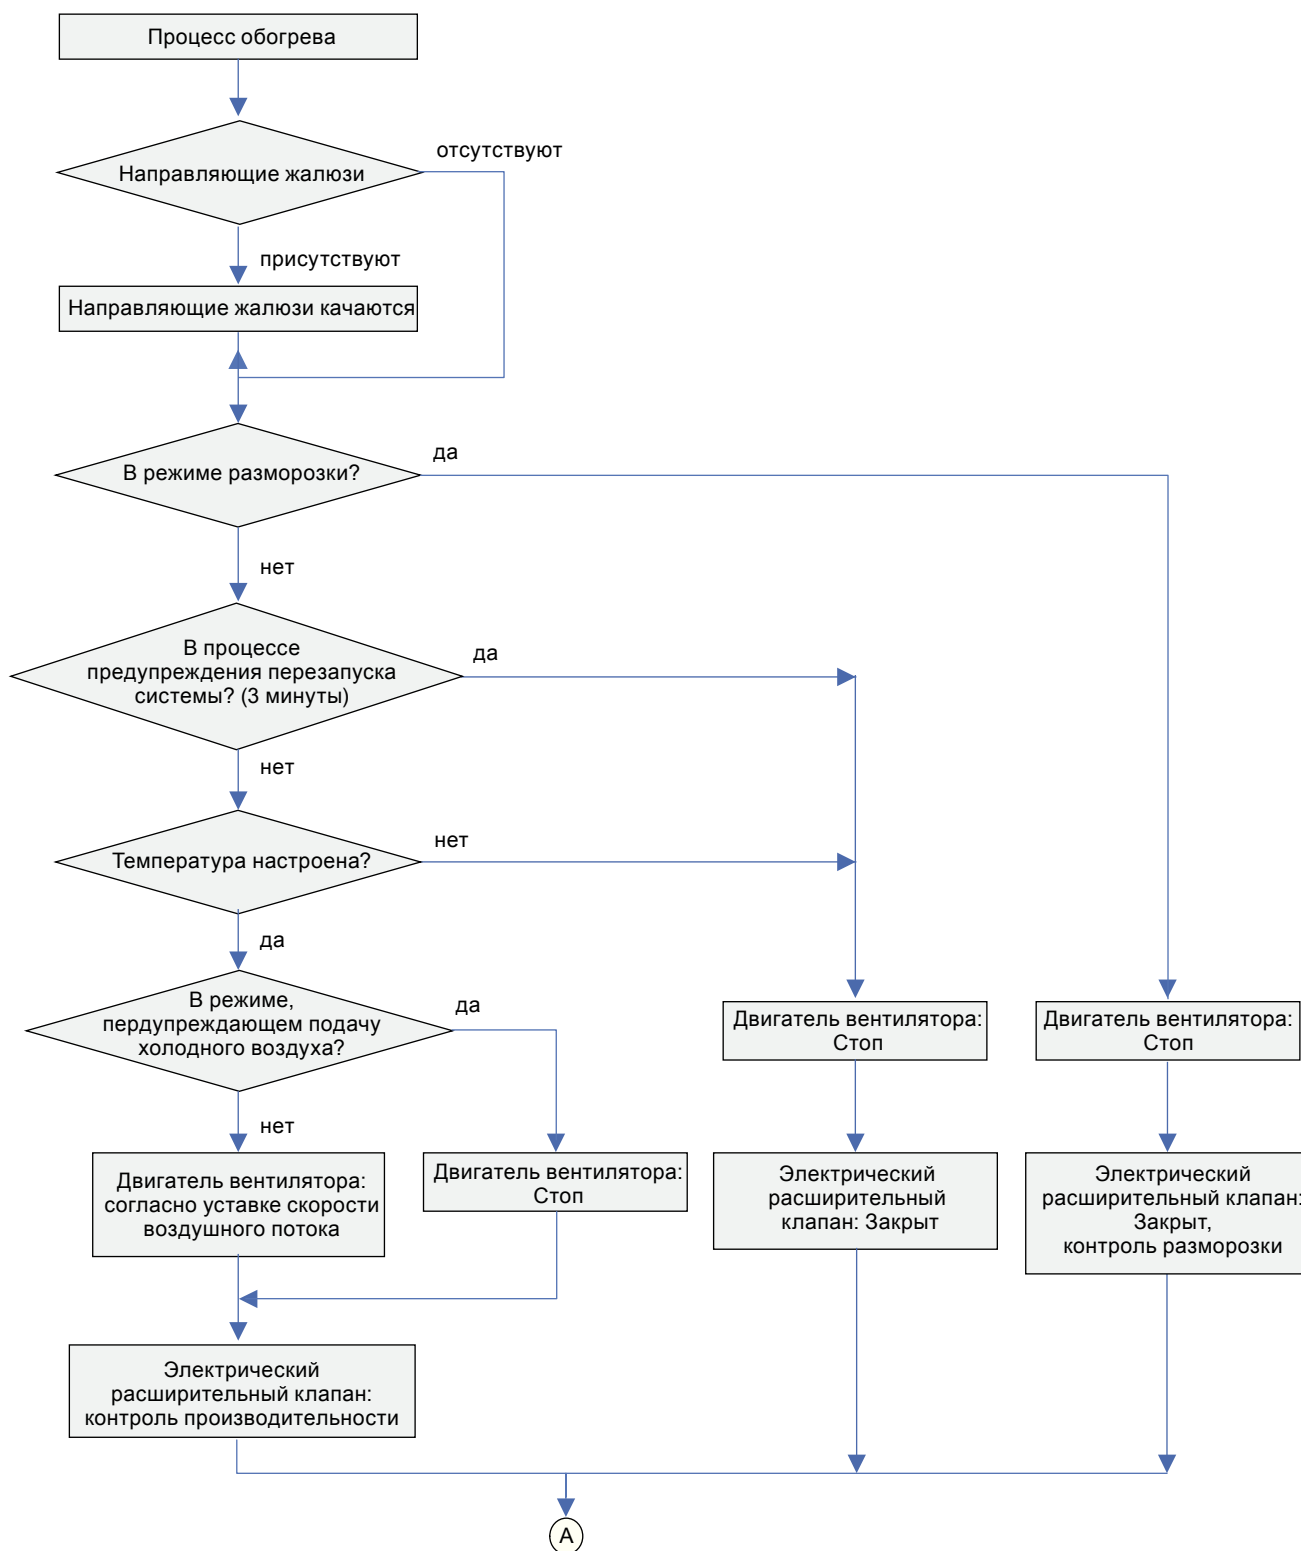 Процесс обогрева
отсутствуют
Направляющие жалюзи
присутствуют
Направляющие жалюзи качаются
да
В режиме разморозки?
нет
В процессе
предупреждения перезапуска
системы? (3 минуты)
да
нет
Температура настроена?
нет
да
В режиме,
пердупреждающем подачу
холодного воздуха?
да
Двигатель вентилятора:
Стоп
Двигатель вентилятора:
Стоп
нет
Двигатель вентилятора:
согласно уставке скорости
воздушного потока
Двигатель вентилятора:
Стоп
Электрический
расширительный
клапан: Закрыт
Электрический
расширительный клапан:
Закрыт,
контроль разморозки
Электрический
расширительный клапан:
контроль производительности
А